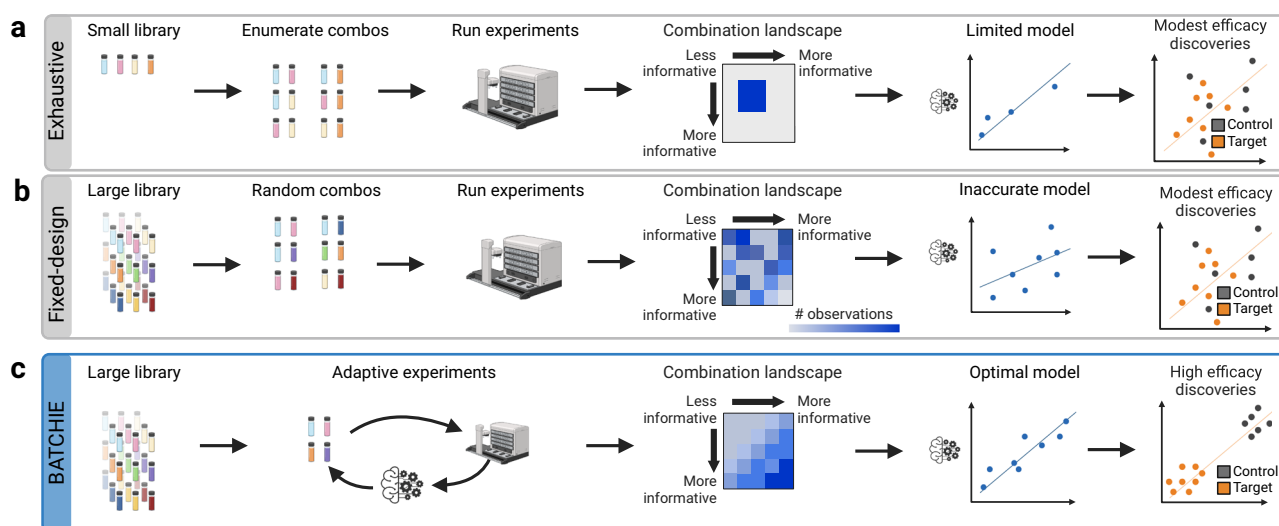 a
Exhaustive
Small library
Enumerate combos
Run experiments
Combination landscape
Less
informative
More
informative
More
informative
Limited model
Modest efficacy
discoveries
Control
Target
b
Fixed-design
Large library
Random combos
Run experiments
Combination landscape
Less
informative
More
informative
More
informative
# observations
Inaccurate model
Modest efficacy
discoveries
Control
Target
c
BATCHIE
Large library
Adaptive experiments
Combination landscape
Less
informative
More
informative
More
informative
Optimal model
High efficacy
discoveries
Control
Target